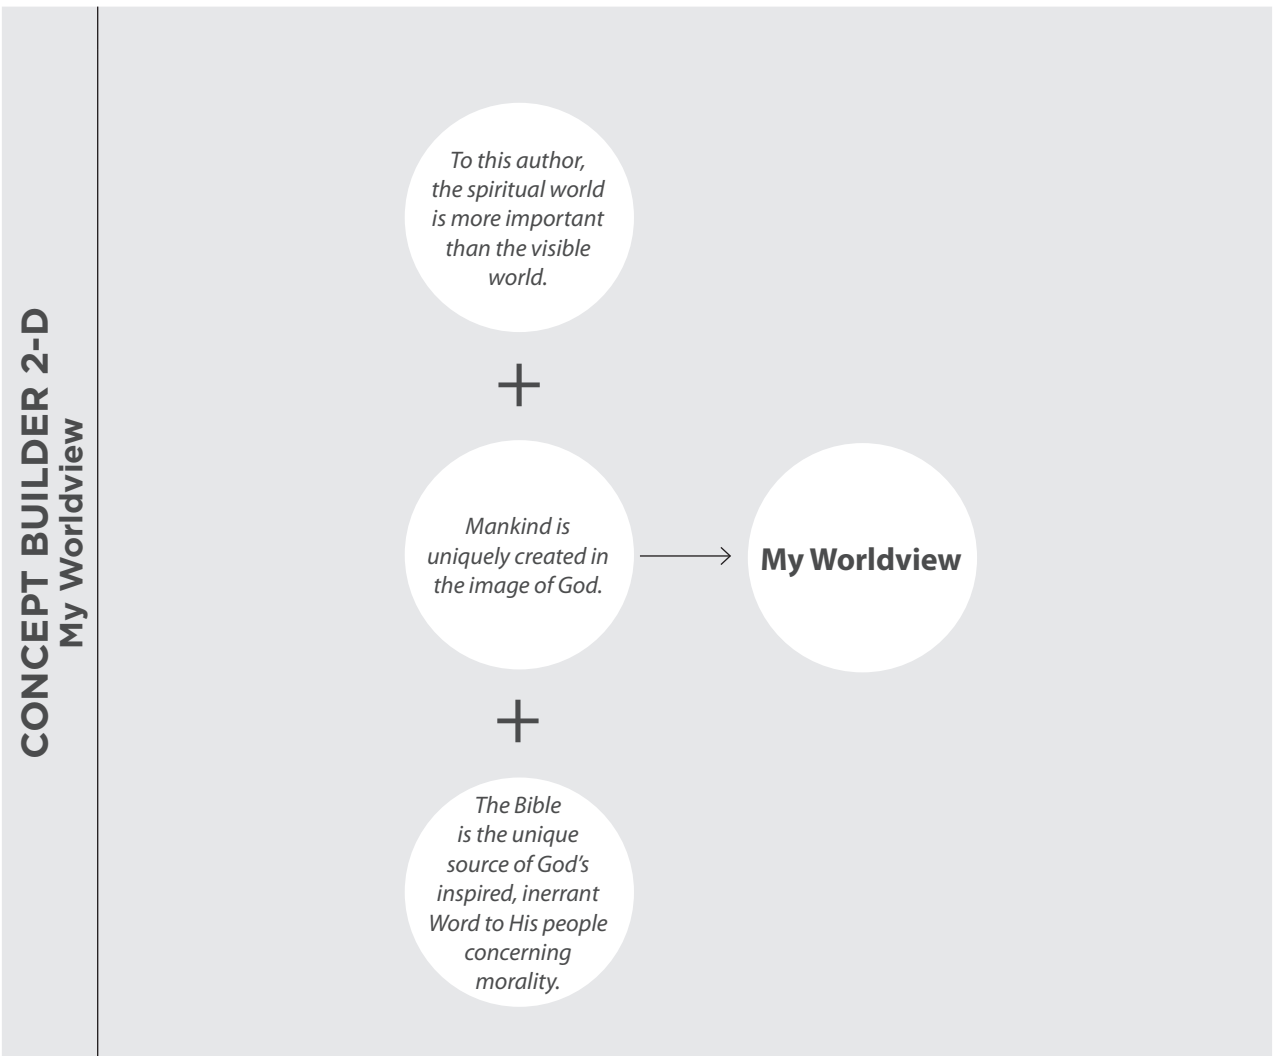 CONCEPT BUILDER 2-D
My Worldview
To this author,
the spiritual world
is more important
than the visible
world.
+
Mankind is
uniquely created in
the image of God.
My Worldview
+
The Bible
is the unique
source of God's
inspired, inerrant
Word to His people
concerning
morality.